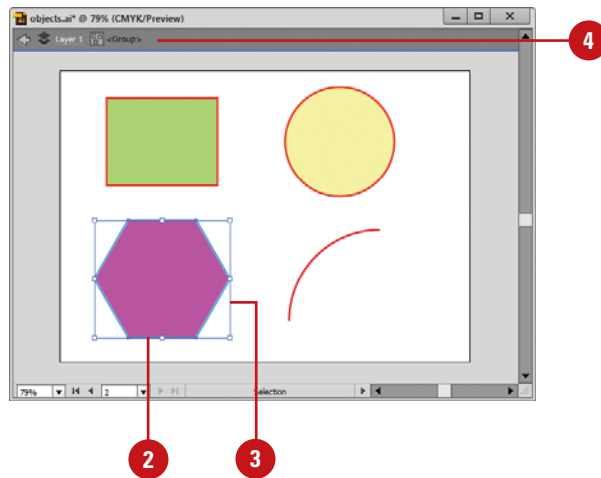 objects.ai* @ 79% (CMYK/Preview)
Layer 1 <Group>
4
79% 2 Selection
2 3